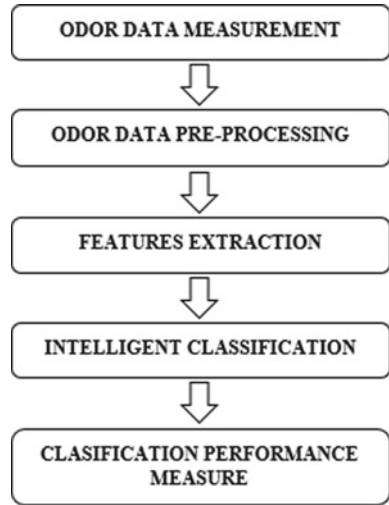 ODOR DATA MEASUREMENT
ODOR DATA PRE-PROCESSING
FEATURES EXTRACTION
INTELLIGENT CLASSIFICATION
CLASIFICATION PERFORMANCE
MEASURE